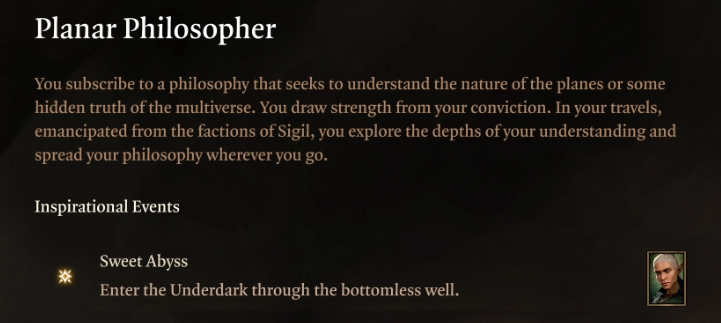 Planar Philosopher
You subscribe to a philosophy that seeks to understand the nature of the planes or some
hidden truth of the multiverse. You draw strength from your conviction. In your travels,
emancipated from the factions of Sigil, you explore the depths of your understanding and
spread your philosophy wherever you go.
Inspirational Events
Sweet Abyss
Enter the Underdark through the bottomless well.